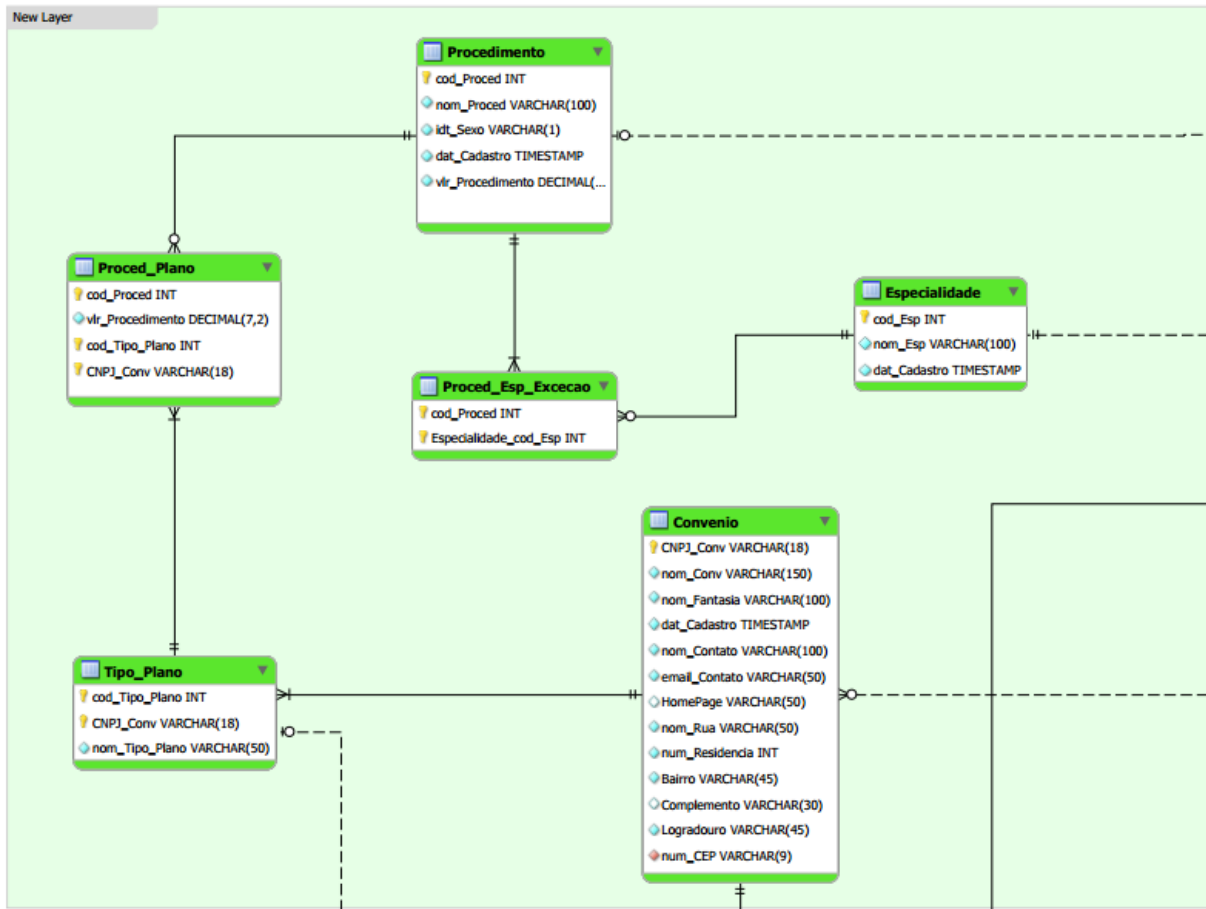 New Layer
Procedimento
cod_Proced INT
nom_Proced VARCHAR(100)
idt_Sexo VARCHAR(1)
dat_Cadastro TIMESTAMP
vlr_Procedimento DECIMAL(...
Proced_Plano
cod_Proced INT
vlr_Procedimento DECIMAL(7,2)
cod_Tipo_Plano INT
CNPJ_Conv VARCHAR(18)
Especialidade
cod_Esp INT
nom_Esp VARCHAR(100)
dat_Cadastro TIMESTAMP
Proced_Esp_Excecao
cod_Proced INT
Especialidade_cod_Esp INT
Convenio
CNPJ_Conv VARCHAR(18)
nom_Conv VARCHAR(150)
nom_Fantasia VARCHAR(100)
dat_Cadastro TIMESTAMP
nom_Contato VARCHAR(100)
email_Contato VARCHAR(50)
HomePage VARCHAR(50)
nom_Rua VARCHAR(50)
num_Residencia INT
Bairro VARCHAR(45)
Complemento VARCHAR(30)
Logradouro VARCHAR(45)
num_CEP VARCHAR(9)
Tipo_Plano
cod_Tipo_Plano INT
CNPJ_Conv VARCHAR(18)
nom_Tipo_Plano VARCHAR(50)